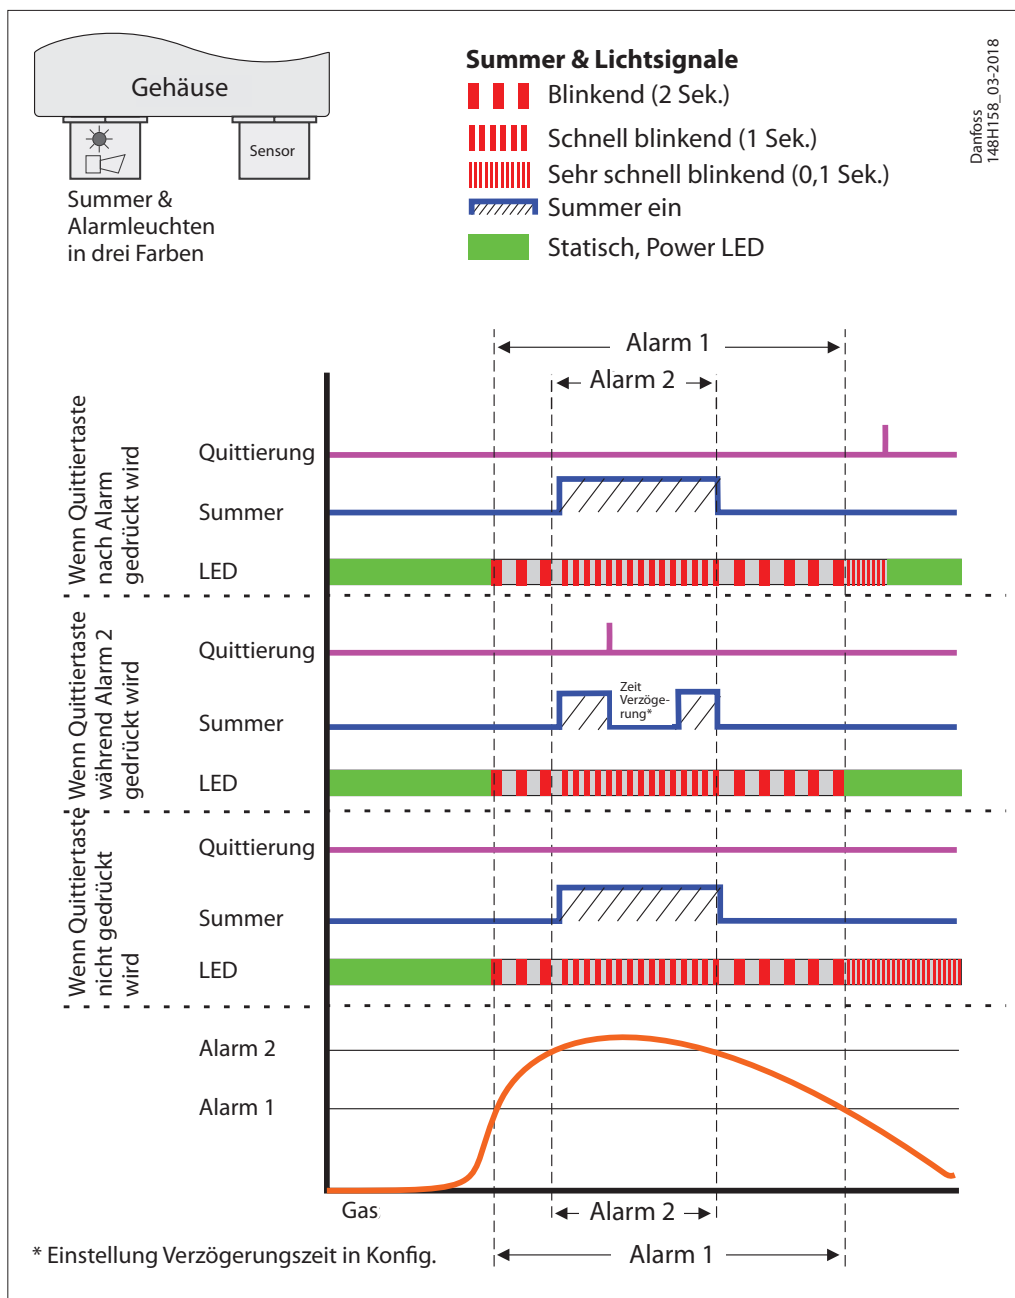 Gehäuse
Sensor
Summer &
Alarmleuchten
in drei Farben
Summer & Lichtsignale
Blinkend (2 Sek.)
Schnell blinkend (1 Sek.)
Sehr schnell blinkend (0,1 Sek.)
Summer ein
Statisch, Power LED
Danfoss
148H158_03-2018
Alarm 1
Alarm 2
Wenn Quittiertaste
nach Alarm
gedrückt wird
Quittierung
Summer
LED
Wenn Quittiertaste
während Alarm 2
gedrückt wird
Quittierung
Summer
Zeit
Verzöge-
rung*
LED
Wenn Quittiertaste
nicht gedrückt
wird
Quittierung
Summer
LED
Alarm 2
Alarm 1
Gas
Alarm 2
Alarm 1
* Einstellung Verzögerungszeit in Konfig.